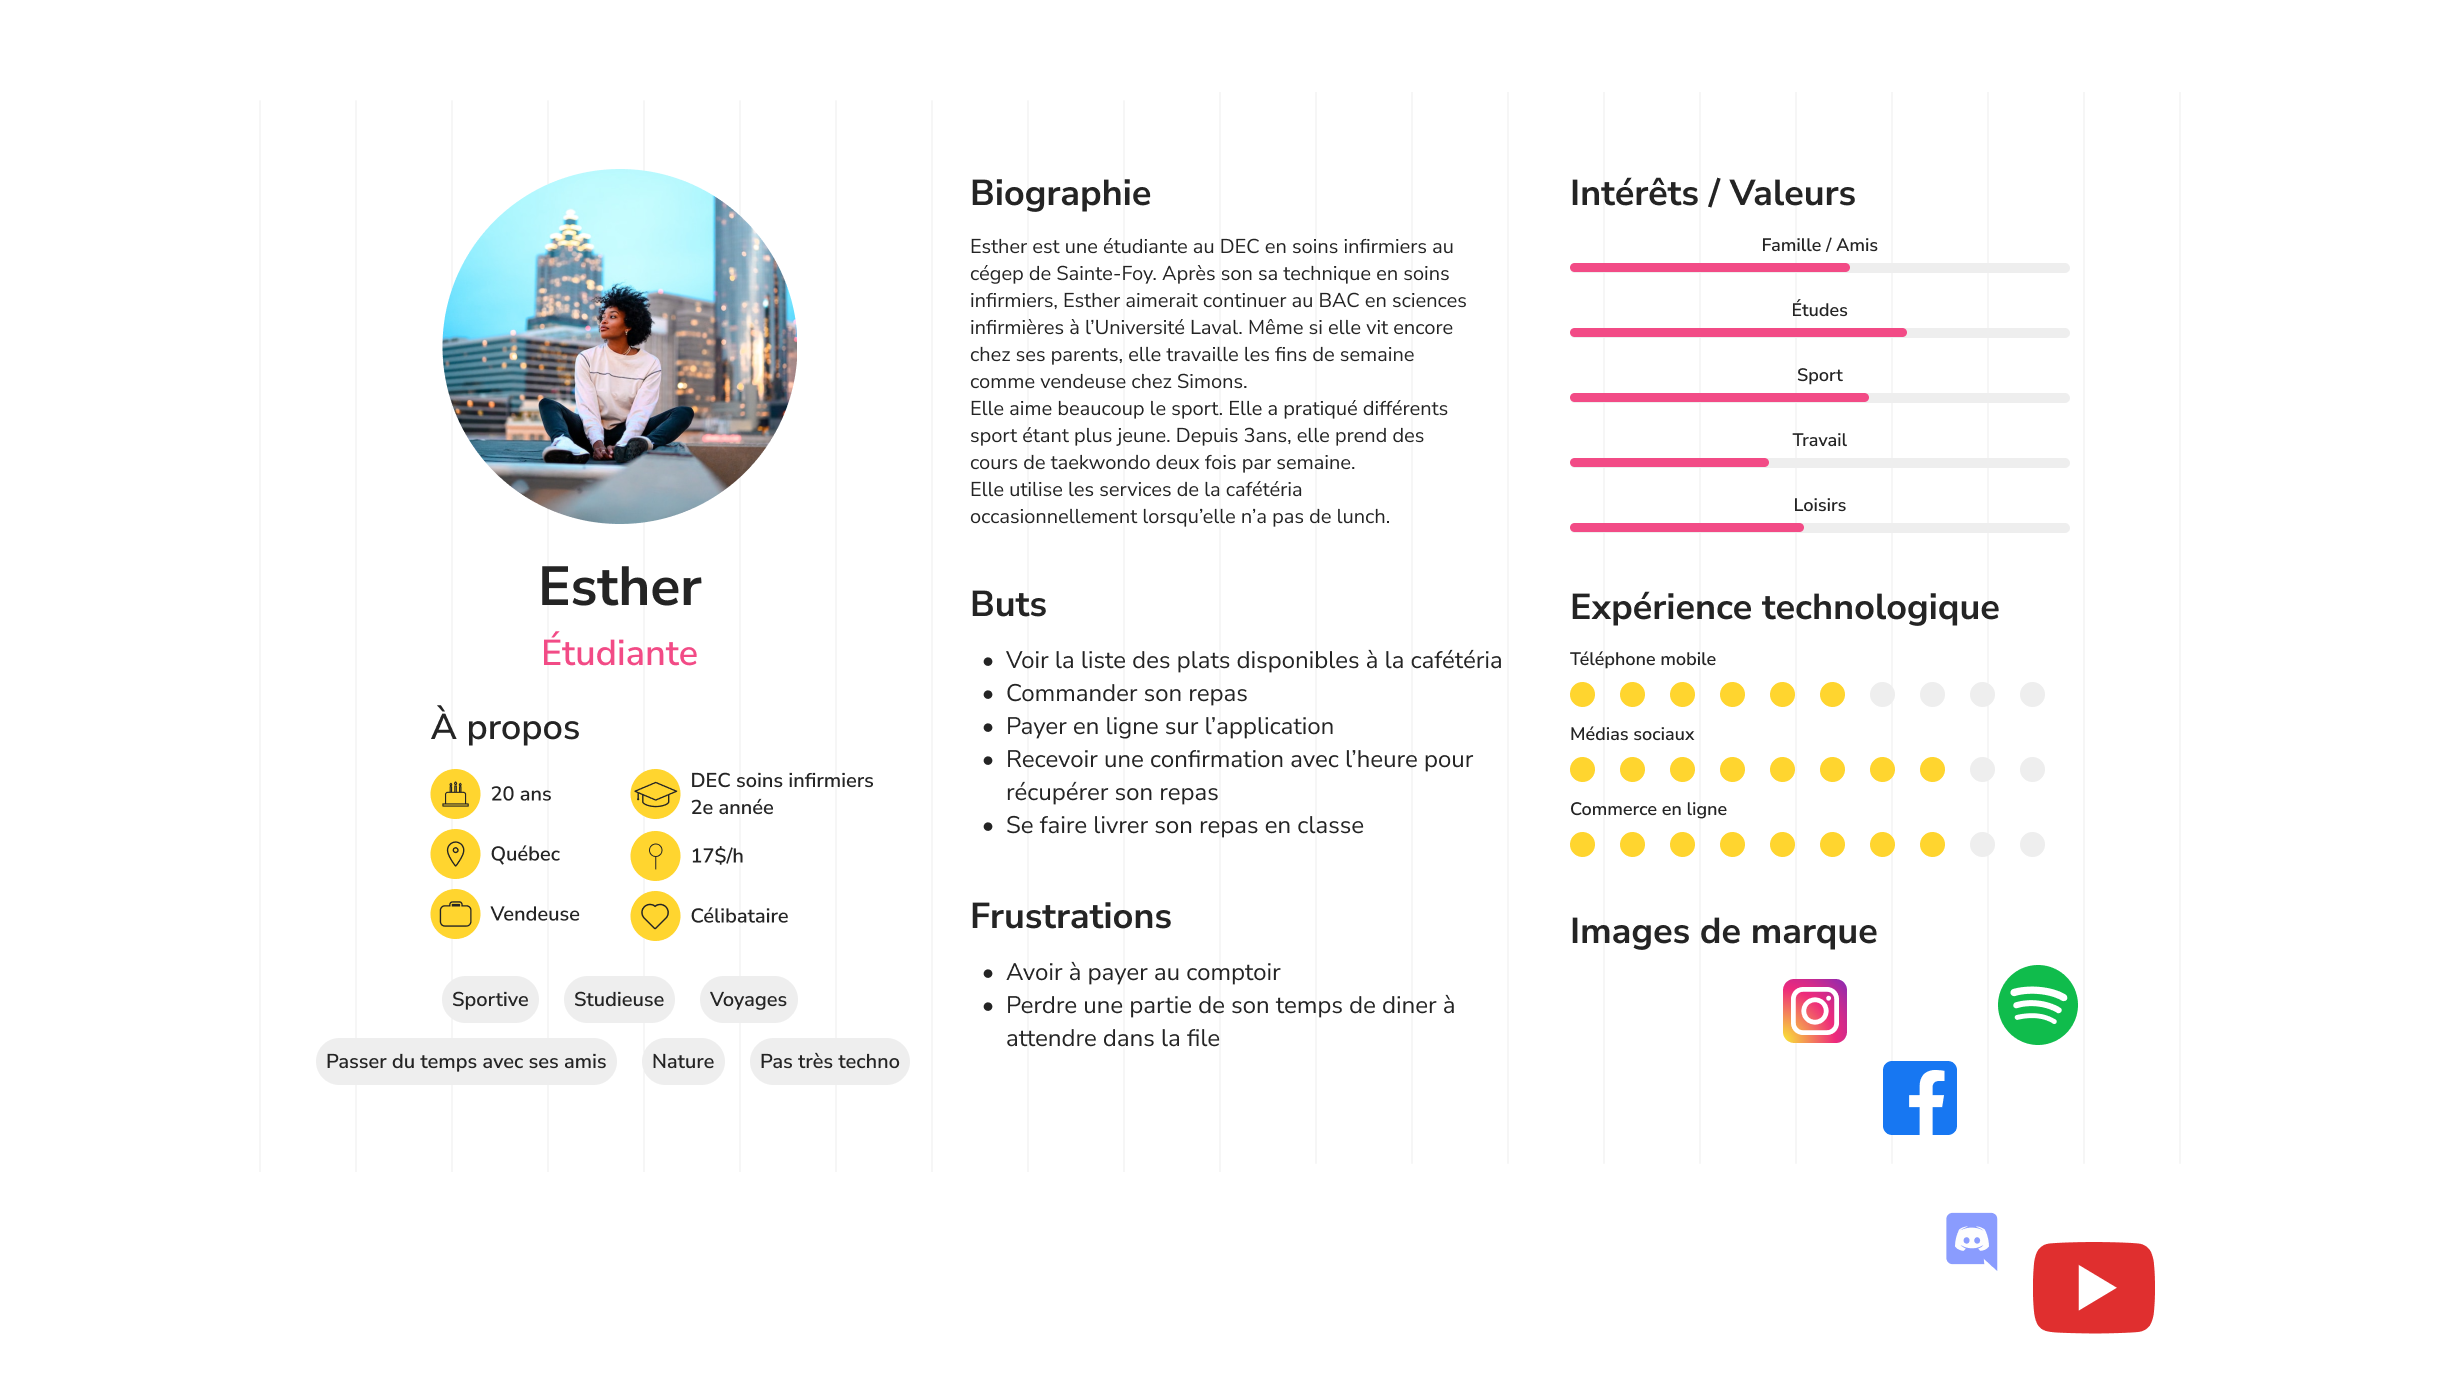 Esther
Étudiante
À propos
20 ans
Québec
Vendeuse
DEC soins infirmiers
2e année
17$/h
Célibataire
Sportive
Studieuse
Voyages
Passer du temps avec ses amis
Nature
Pas très techno
Biographie
Esther est une étudiante au DEC en soins infirmiers au
cégep de Sainte-Foy. Après son sa technique en soins
infirmiers, Esther aimerait continuer au BAC en sciences
infirmières à l’Université Laval. Même si elle vit encore
chez ses parents, elle travaille les fins de semaine
comme vendeuse chez Simons.
Elle aime beaucoup le sport. Elle a pratiqué différents
sport étant plus jeune. Depuis 3ans, elle prend des
cours de taekwondo deux fois par semaine.
Elle utilise les services de la cafétéria
occasionnellement lorsqu’elle n’a pas de lunch.
Buts
• Voir la liste des plats disponibles à la cafétéria
• Commander son repas
• Payer en ligne sur l’application
• Recevoir une confirmation avec l’heure pour
récupérer son repas
• Se faire livrer son repas en classe
Frustrations
• Avoir à payer au comptoir
• Perdre une partie de son temps de diner à
attendre dans la file
Intérêts / Valeurs
Famille / Amis
Études
Sport
Travail
Loisirs
Expérience technologique
Téléphone mobile
Médias sociaux
Commerce en ligne
Images de marque